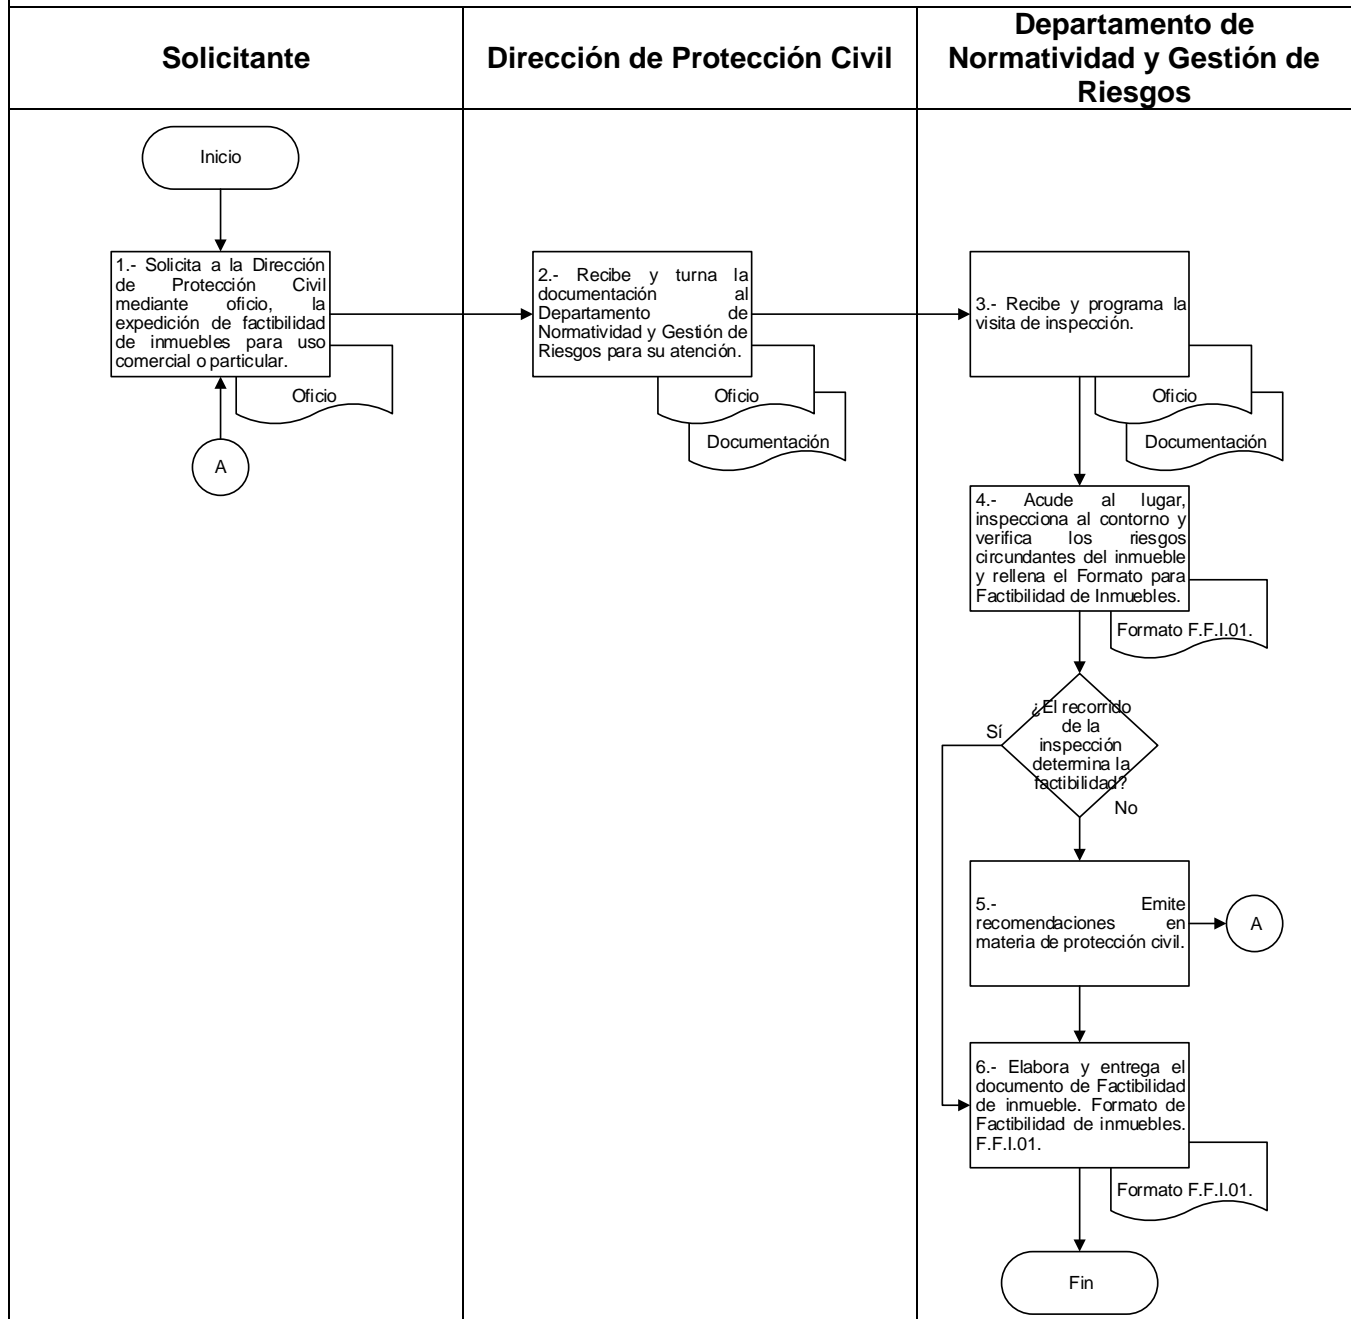 Solicitante
Dirección de Protección Civil
Departamento de
Normatividad y Gestión de
Riesgos
Inicio
1.- Solicita a la Dirección
de Protección Civil
mediante oficio, la
expedición de factibilidad
de inmuebles para uso
comercial o particular.
Oficio
A
2.- Recibe y turna la
documentación al
Departamento de
Normatividad y Gestión de
Riesgos para su atención.
Oficio
Documentación
3.- Recibe y programa la
visita de inspección.
Oficio
Documentación
4.- Acude al lugar,
inspecciona al contorno y
verifica los riesgos
circundantes del inmueble
y rellena el Formato para
Factibilidad de Inmuebles.
Formato F.F.I.01.
¿El recorrido
de la
inspección
determina la
factibilidad?
Sí
No
5.- Emite
recomendaciones en
materia de protección civil.
A
6.- Elabora y entrega el
documento de Factibilidad
de inmueble. Formato de
Factibilidad de inmuebles.
F.F.I.01.
Formato F.F.I.01.
Fin